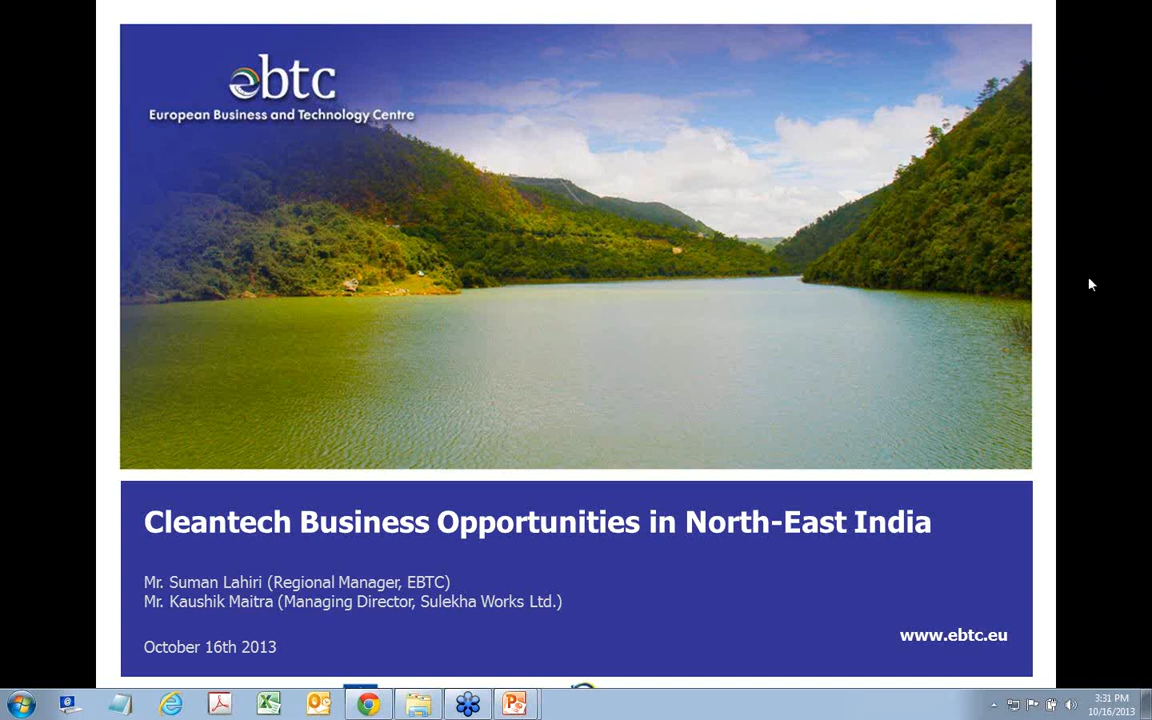 ebtc
European Business and Technology Centre
Cleantech Business Opportunities in North-East India
Mr. Suman Lahiri (Regional Manager, EBTC)
Mr. Kaushik Maitra (Managing Director, Sulekha Works Ltd.)
www.ebtc.eu
October 16th 2013
3:31 PM
10/16/2013